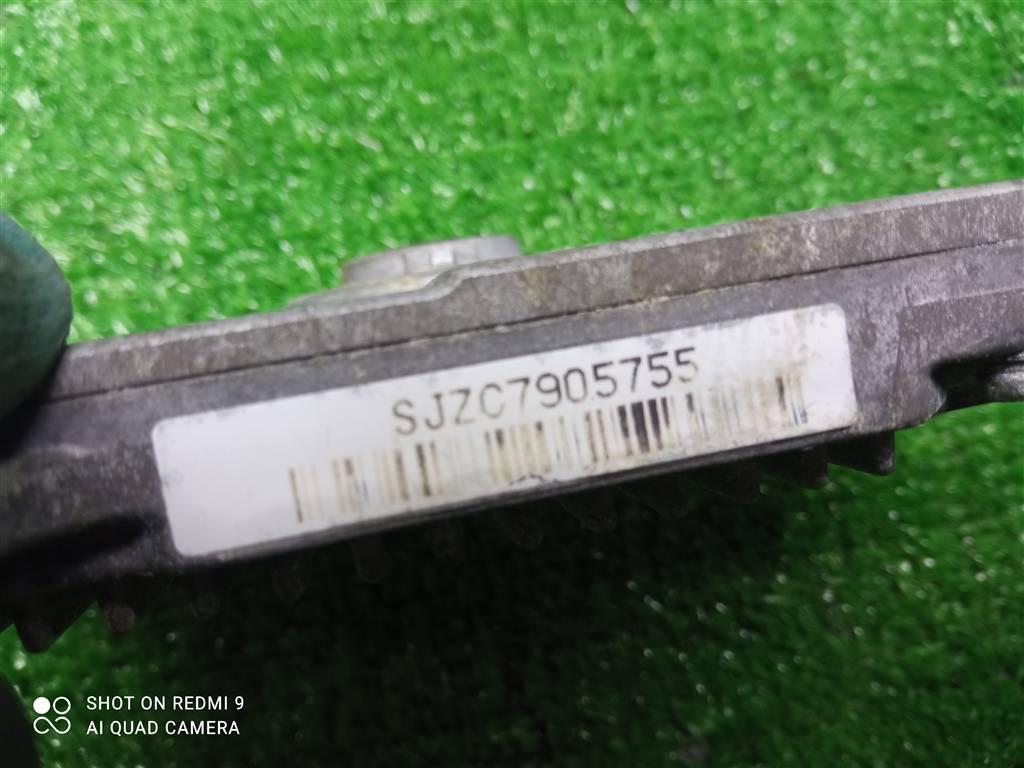 SJZC7905755
SHOT ON REDMI 9
AI QUAD CAMERA